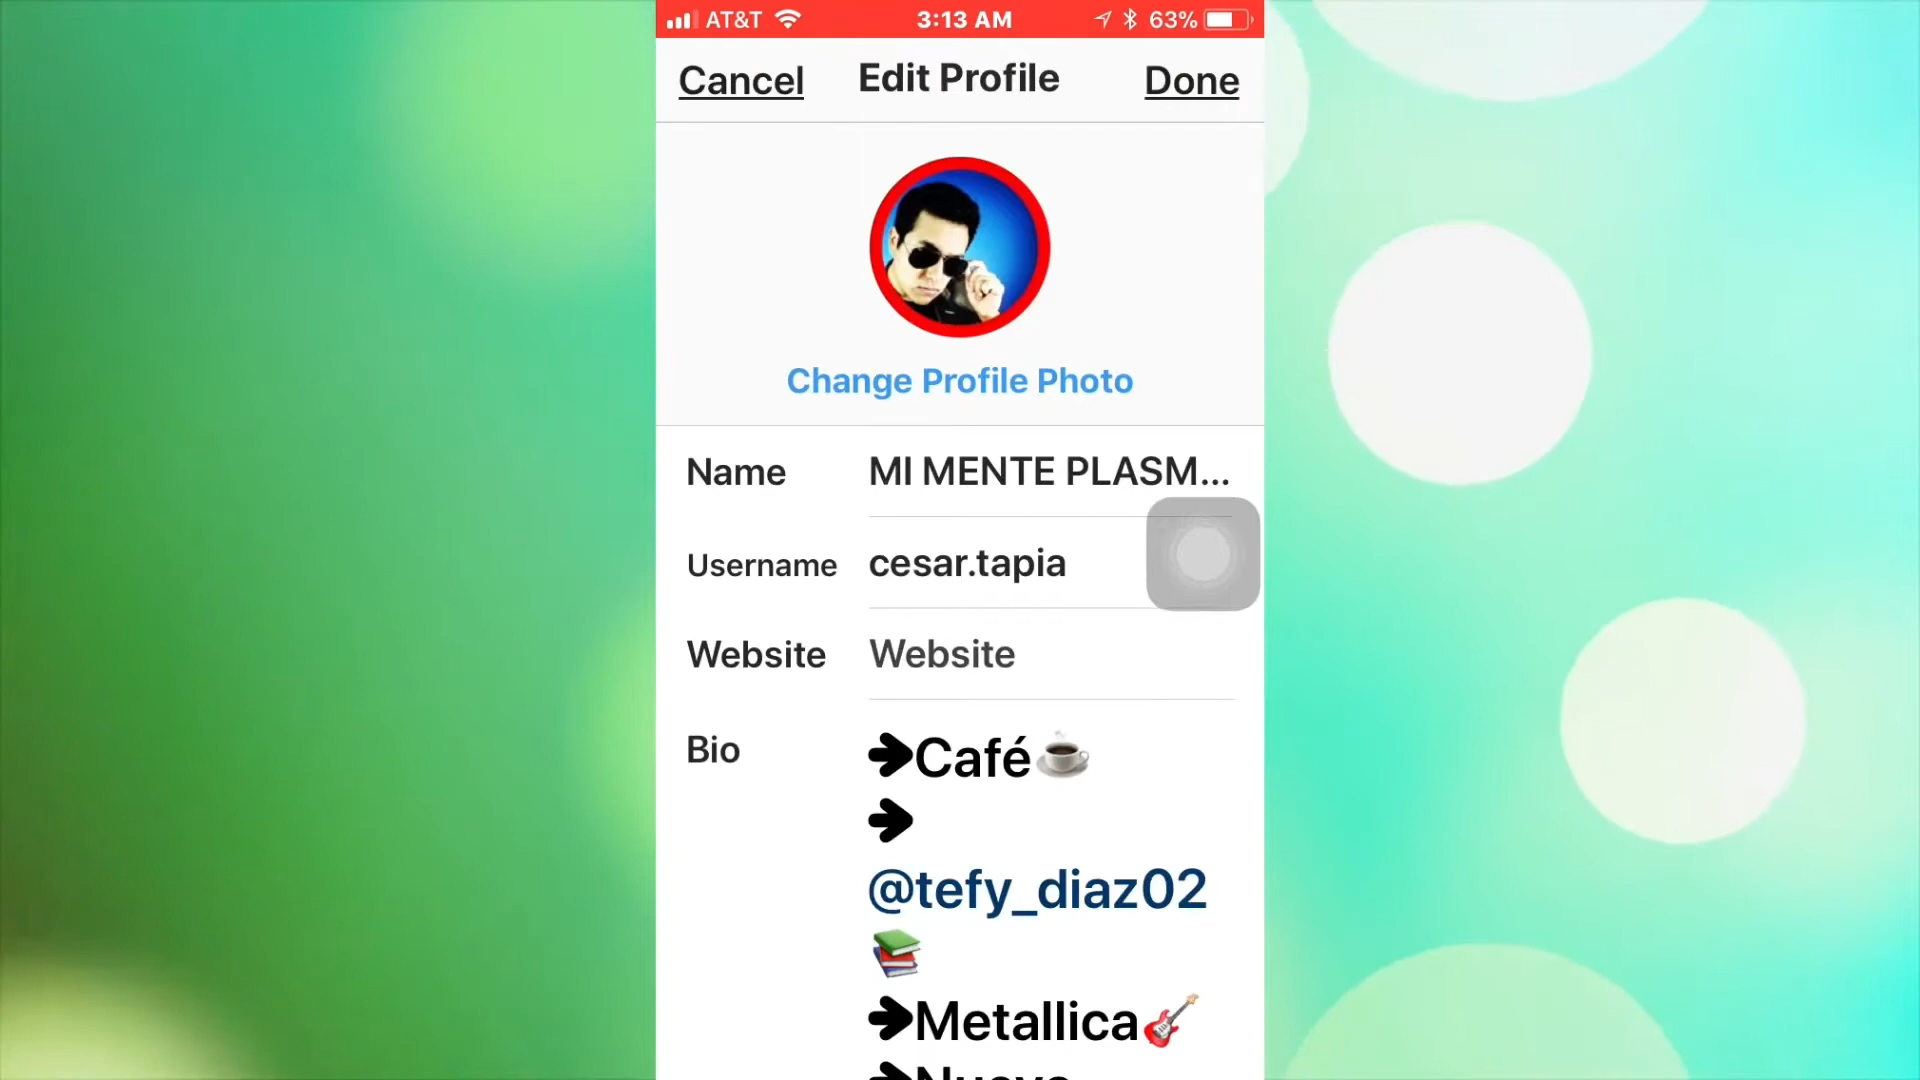 AT&T 3:13 AM 63%
Cancel Edit Profile Done
Change Profile Photo
Name MI MENTE PLASM...
Username cesar.tapia
Website Website
Bio ➔Café☕
➔
@tefy_diaz02
📚
➔Metallica🎸
➔Nuevo